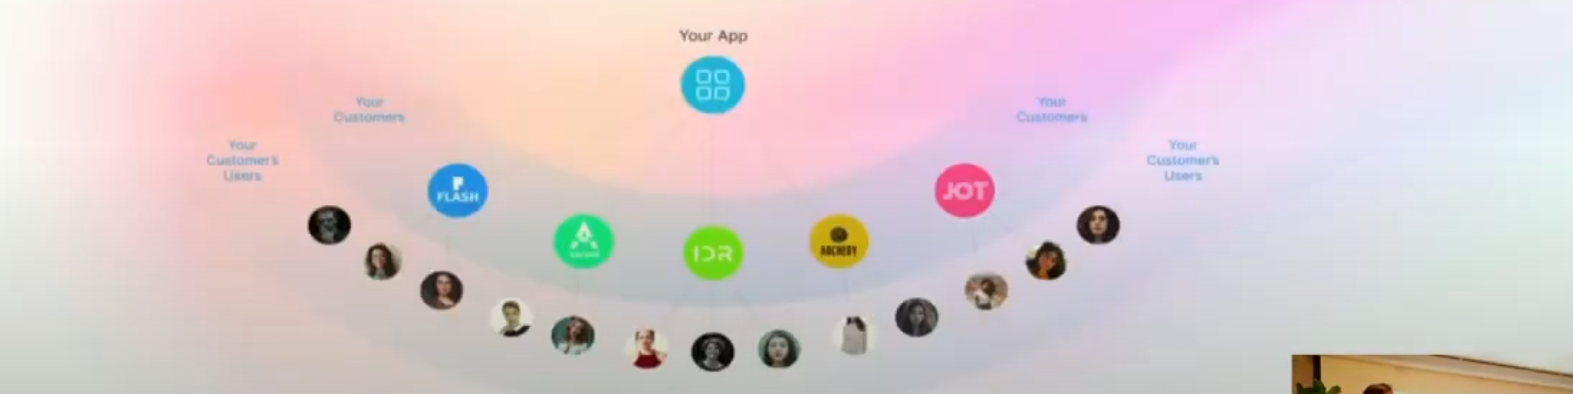 Your App
Your
Customers
Your
Customers
Your
Customer's
Users
Your
Customer's
Users
FLASH
JOT
IDR
ARCHERY